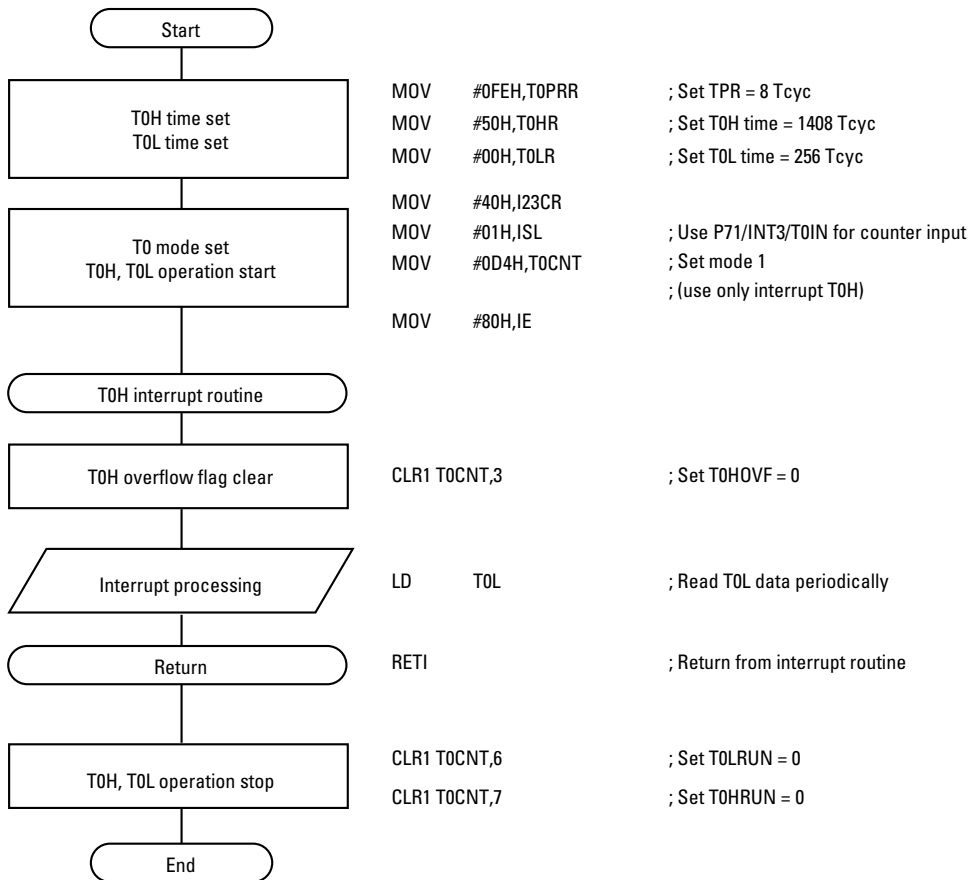 Start
T0H time set
T0L time set
MOV #0FEH,T0PRR ; Set TPR = 8 Tcyc
MOV #50H,T0HR ; Set T0H time = 1408 Tcyc
MOV #00H,T0LR ; Set T0L time = 256 Tcyc
T0 mode set
T0H, T0L operation start
MOV #40H,I23CR
MOV #01H,ISL ; Use P71/INT3/T0IN for counter input
MOV #0D4H,T0CNT ; Set mode 1
; (use only interrupt T0H)
MOV #80H,IE
T0H interrupt routine
T0H overflow flag clear
CLR1 T0CNT,3 ; Set T0HOVF = 0
Interrupt processing
LD T0L ; Read T0L data periodically
Return
RETI ; Return from interrupt routine
T0H, T0L operation stop
CLR1 T0CNT,6 ; Set T0LRUN = 0
CLR1 T0CNT,7 ; Set T0HRUN = 0
End